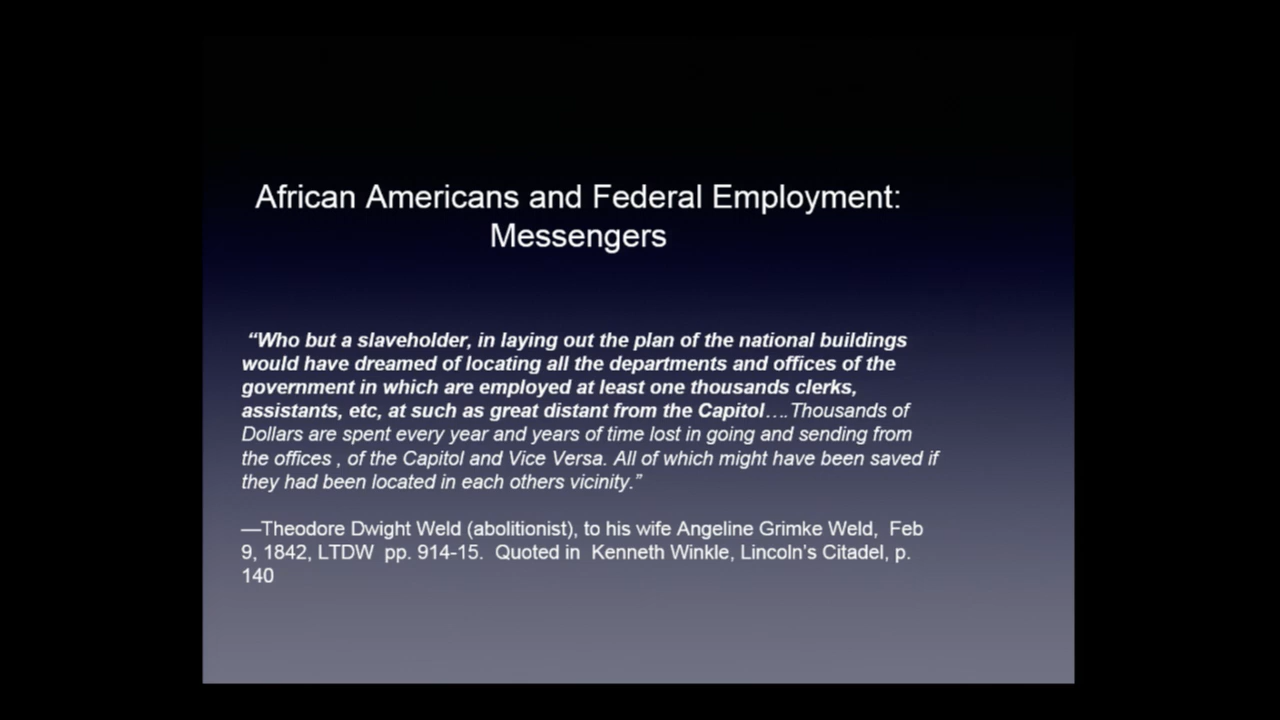 African Americans and Federal Employment:
Messengers
“Who but a slaveholder, in laying out the plan of the national buildings
would have dreamed of locating all the departments and offices of the
government in which are employed at least one thousands clerks,
assistants, etc, at such as great distant from the Capitol….Thousands of
Dollars are spent every year and years of time lost in going and sending from
the offices , of the Capitol and Vice Versa. All of which might have been saved if
they had been located in each others vicinity.”
—Theodore Dwight Weld (abolitionist), to his wife Angeline Grimke Weld, Feb
9, 1842, LTDW pp. 914-15. Quoted in Kenneth Winkle, Lincoln’s Citadel, p.
140